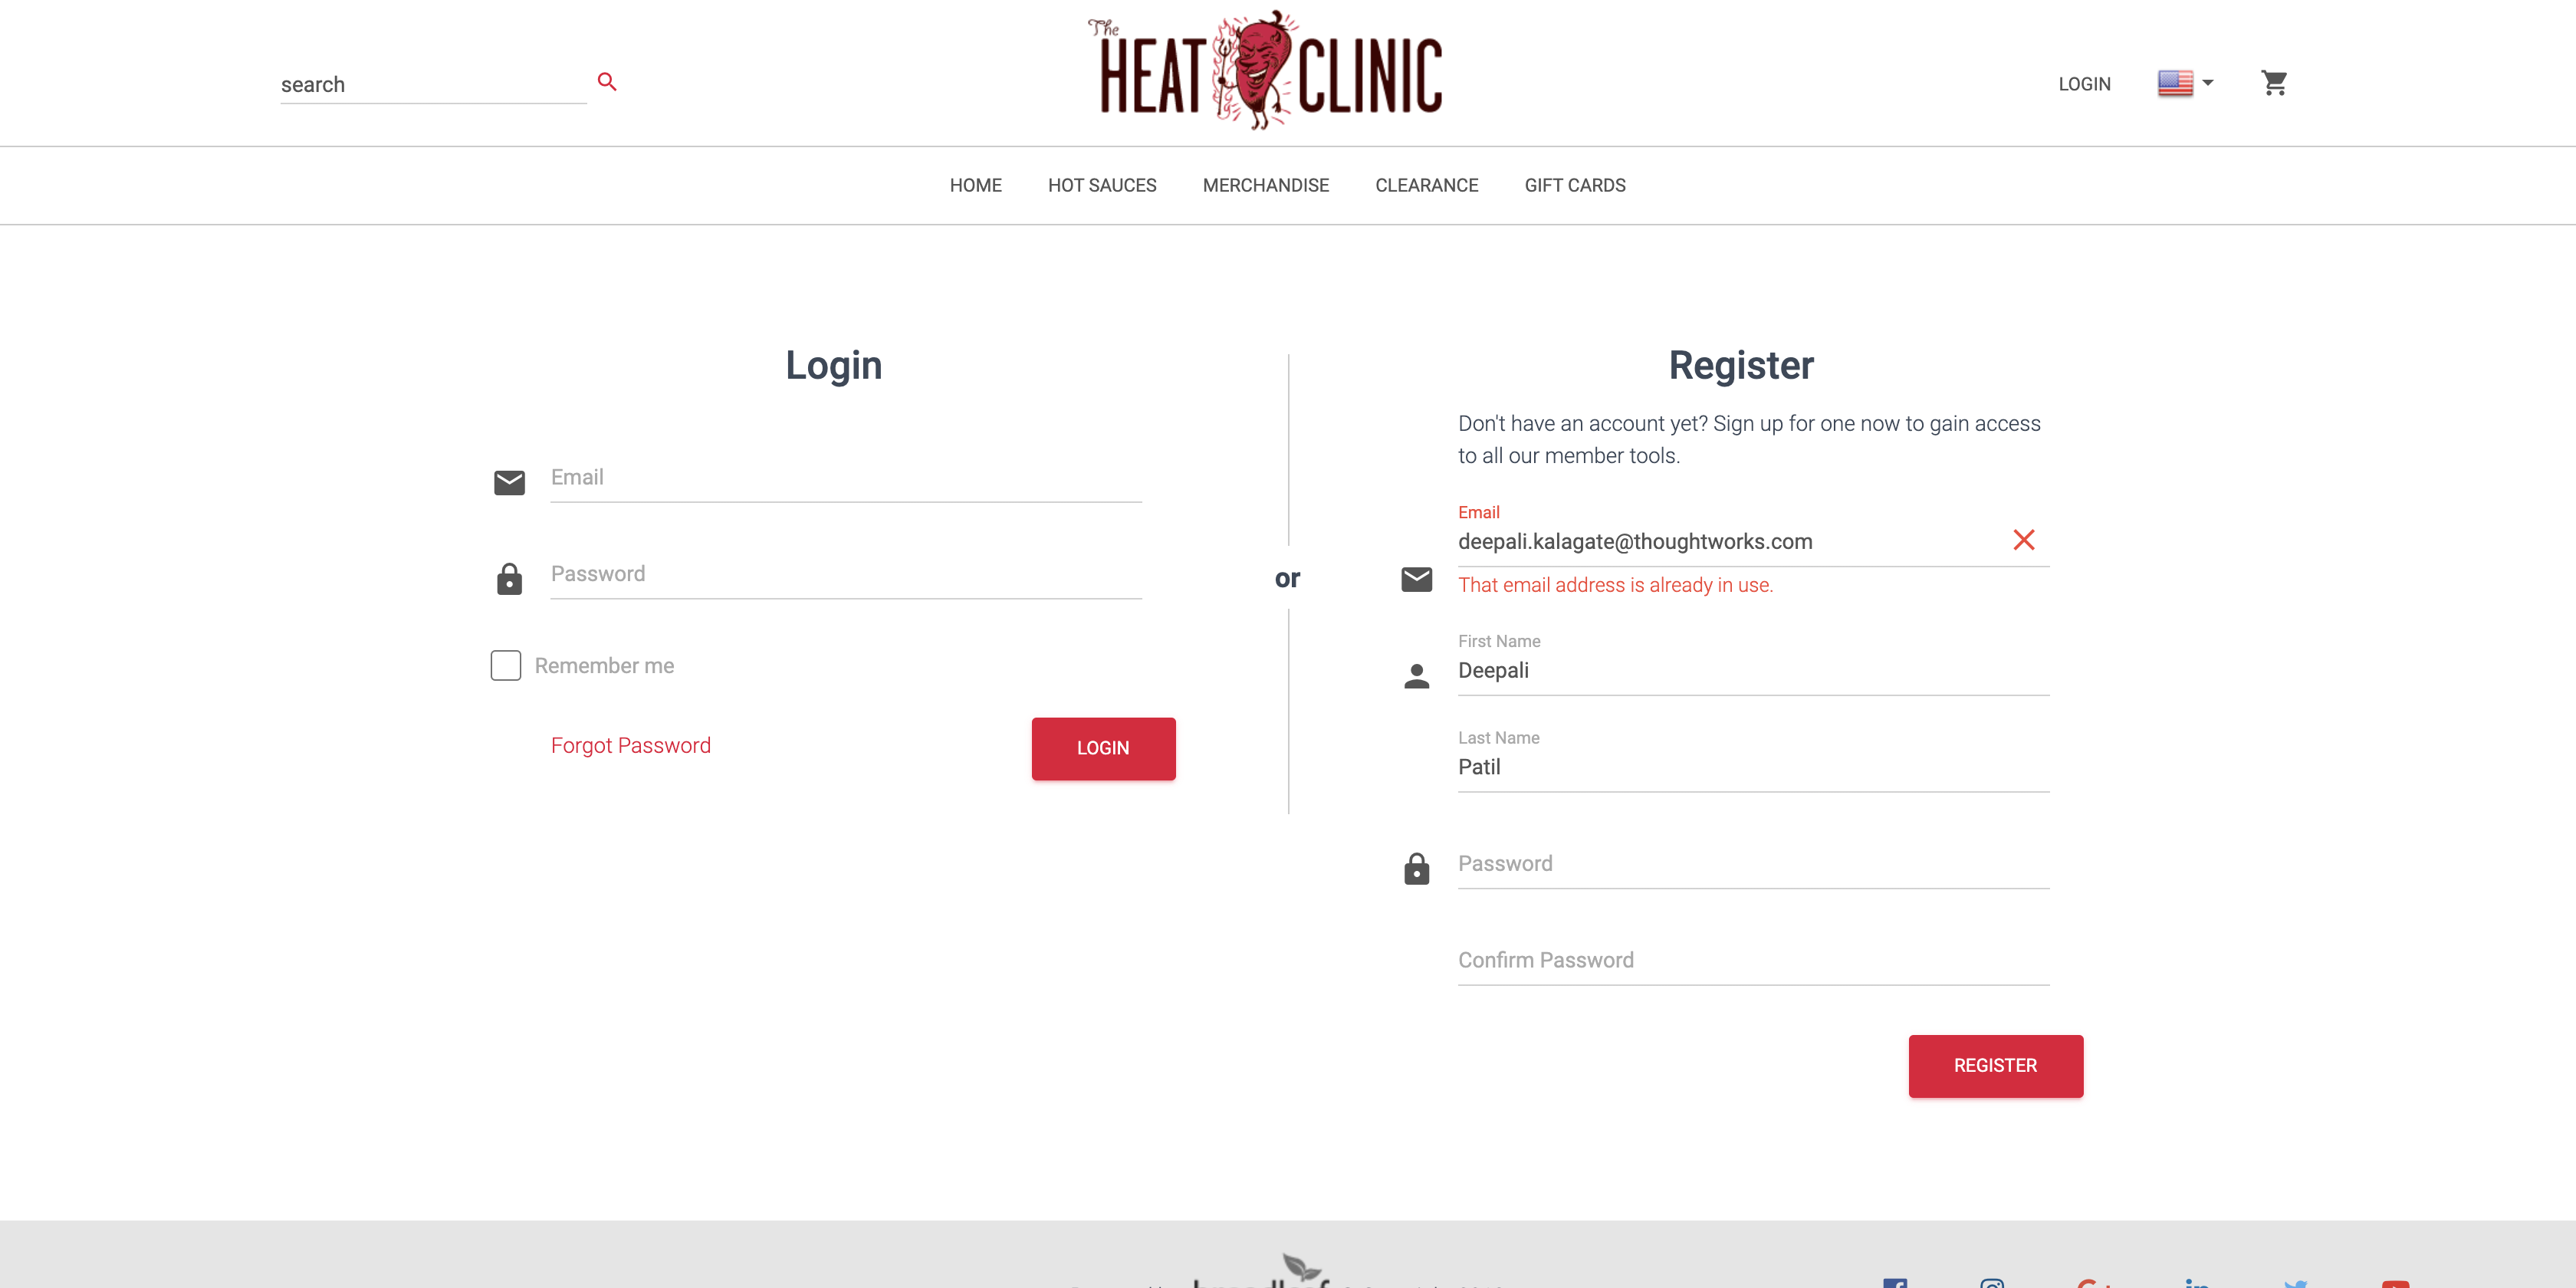 search
The
HEAT CLINIC
LOGIN
HOME HOT SAUCES MERCHANDISE CLEARANCE GIFT CARDS
Login
Email
Password
Remember me
Forgot Password
LOGIN
or
Register
Don't have an account yet? Sign up for one now to gain access
to all our member tools.
Email
deepali.kalagate@thoughtworks.com
That email address is already in use.
First Name
Deepali
Last Name
Patil
Password
Confirm Password
REGISTER